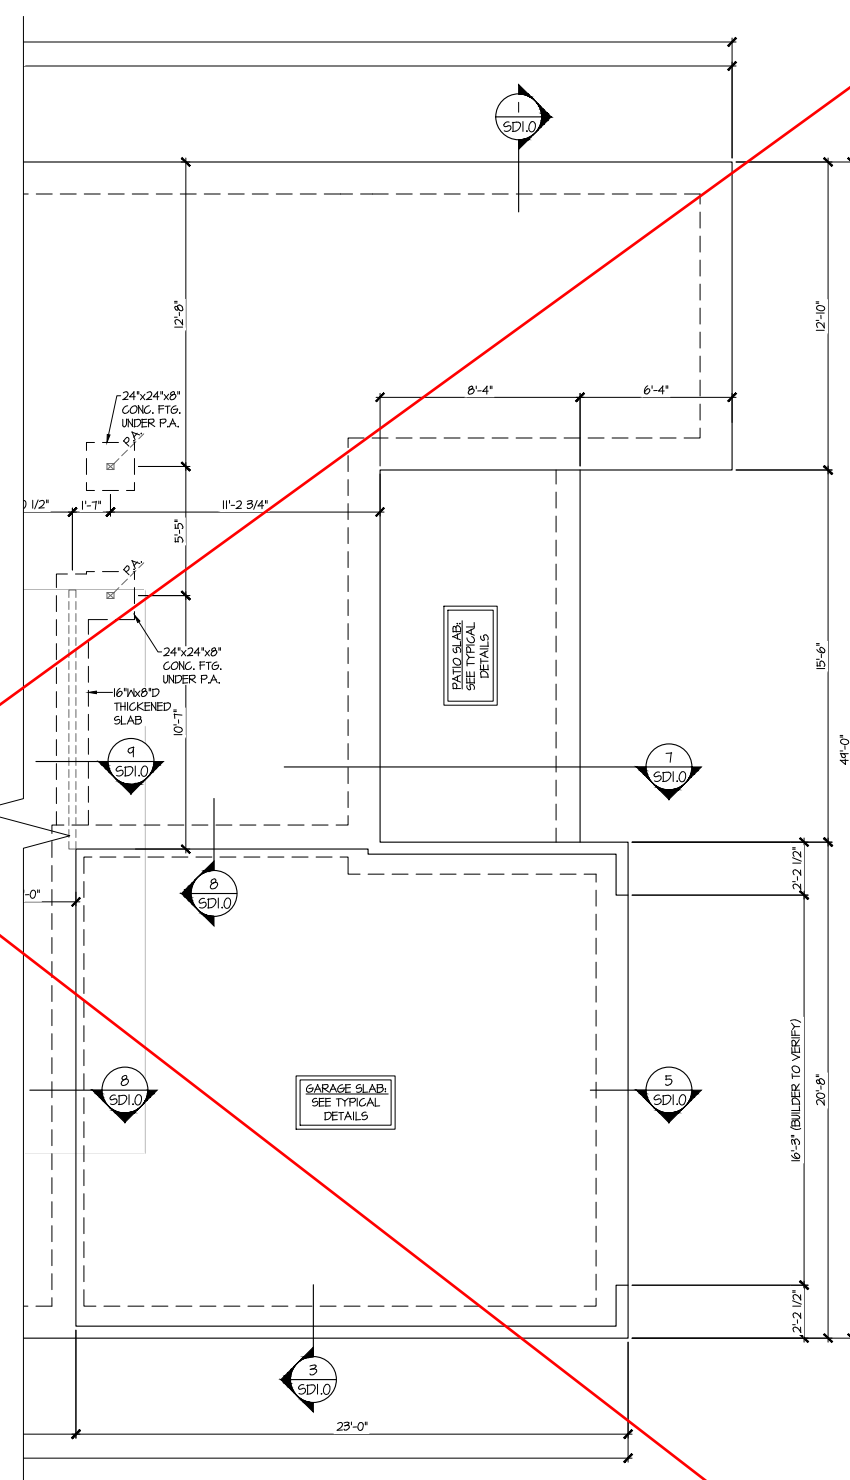 1
SD1.0
12'-8"
12'-10"
24"x24"x8"
CONC. FTG.
UNDER P.A.
P.A.
8'-4"
6'-4"
1/2"
1'-7"
11'-2 3/4"
5'-5"
P.A.
24"x24"x8"
CONC. FTG.
UNDER P.A.
16"Wx8"D
THICKENED
SLAB
10'-7"
PATIO SLAB:
SEE TYPICAL
DETAILS
15'-6"
49'-0"
9
SD1.0
7
SD1.0
8
SD1.0
2'-2 1/2"
-0"
16'-3" (BUILDER TO VERIFY)
20'-8"
8
SD1.0
GARAGE SLAB:
SEE TYPICAL
DETAILS
5
SD1.0
2'-2 1/2"
3
SD1.0
23'-0"